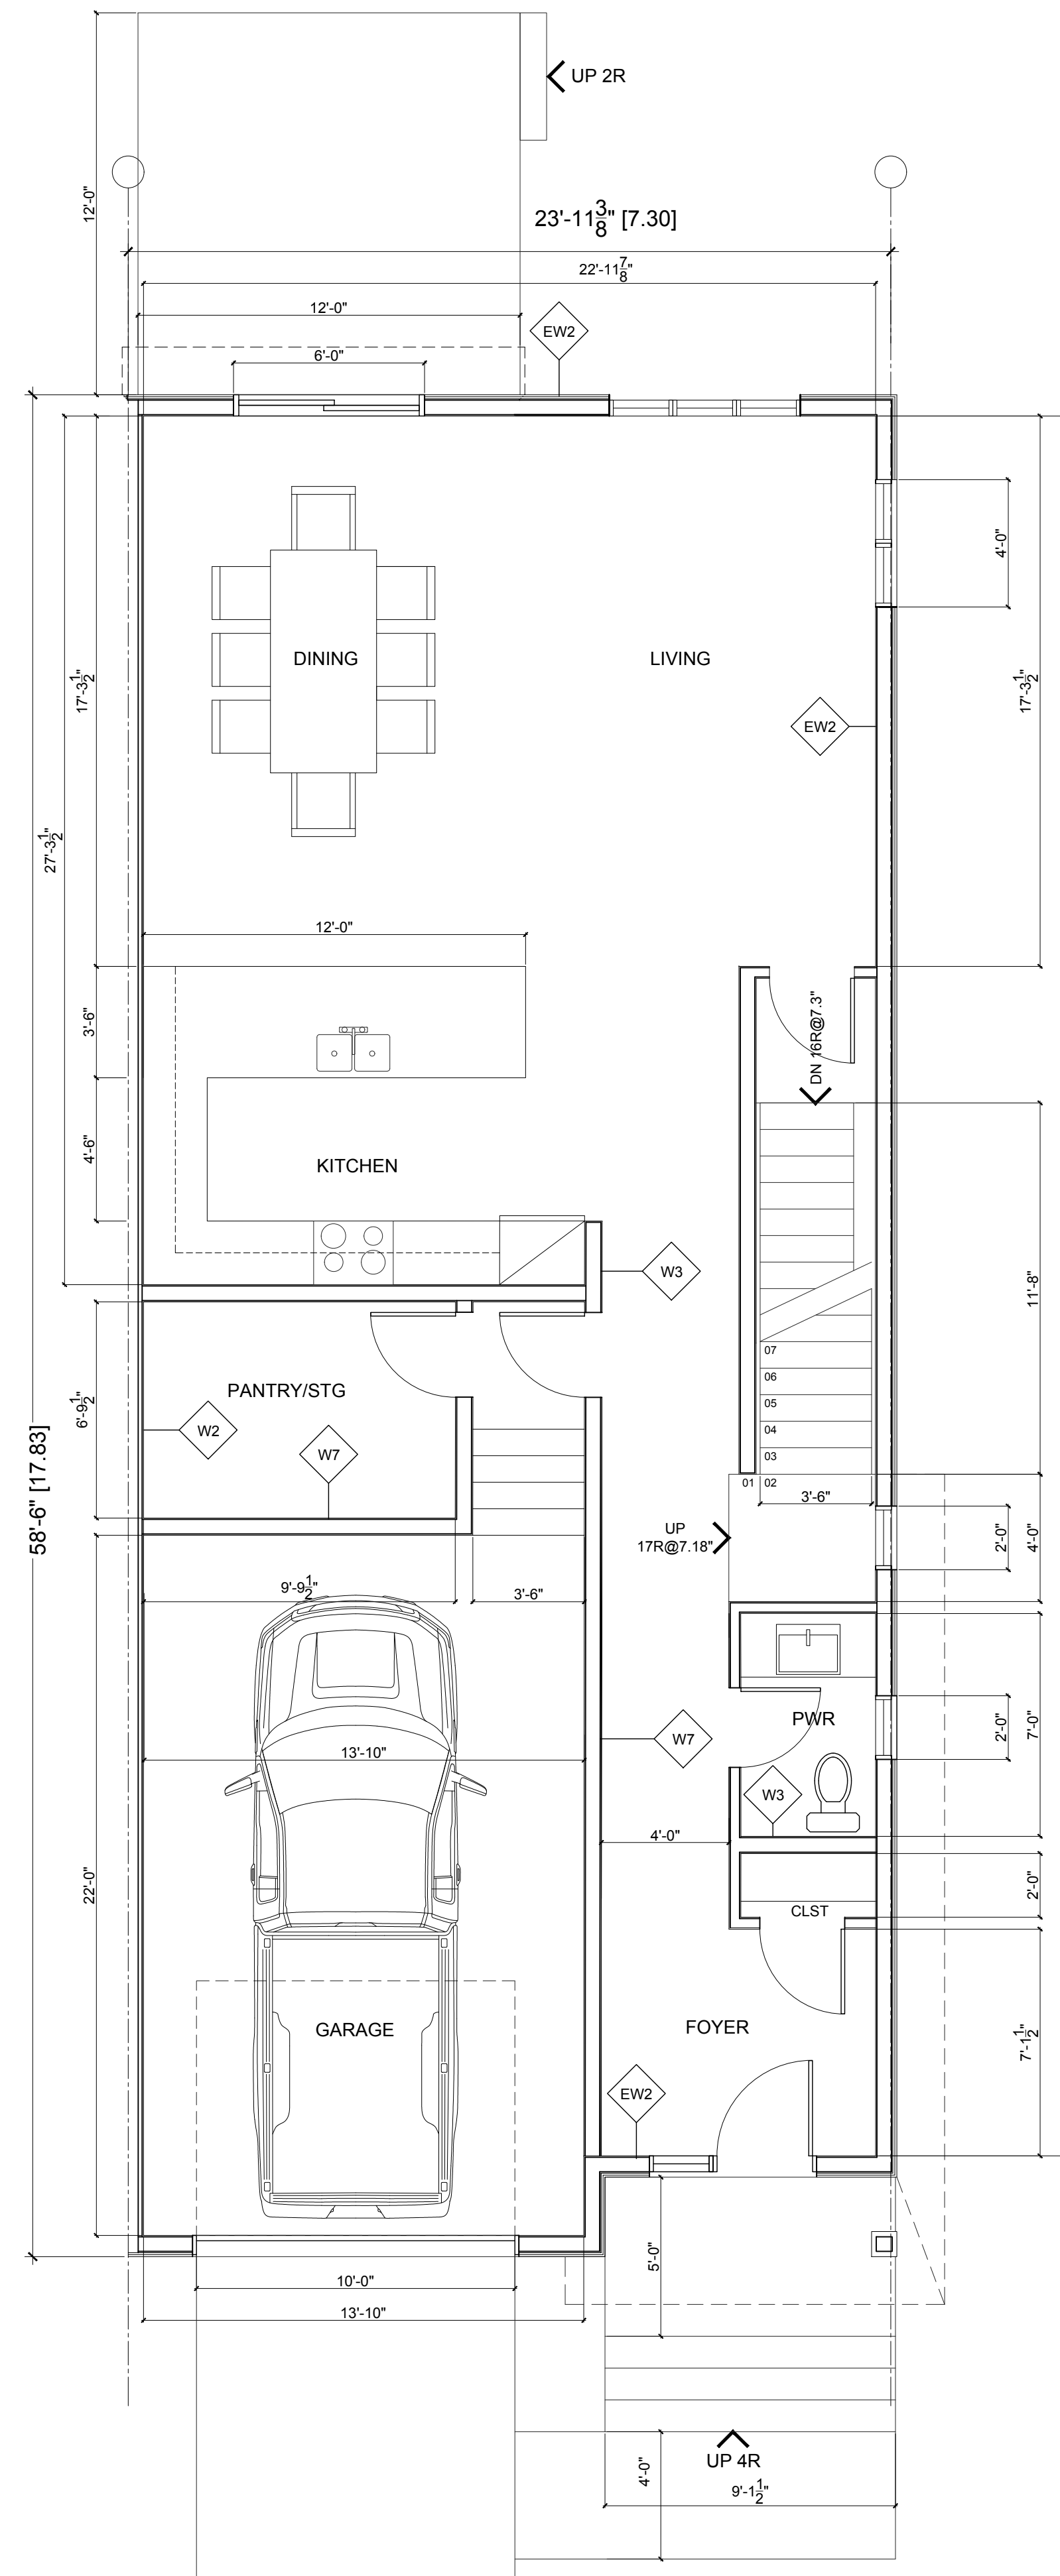 UP 2R
12'-0"
23'-11 3/8" [7.30]
22'-11 7/8"
12'-0"
EW2
6'-0"
4'-0"
DINING
LIVING
17'-3 1/2"
17'-3 1/2"
EW2
27'-3 1/2"
12'-0"
3'-6"
DN 16R@7.3"
4'-6"
KITCHEN
W3
11'-8"
07
06
05
04
03
01
02
PANTRY/STG
6'-9 1/2"
W2
W7
58'-6" [17.83]
3'-6"
UP
17R@7.18"
2'-0"
4'-0"
9'-9 1/2"
3'-6"
PWR
2'-0"
7'-0"
W7
13'-10"
W3
4'-0"
22'-0"
2'-0"
CLST
GARAGE
FOYER
7'-1 1/2"
EW2
5'-0"
10'-0"
13'-10"
UP 4R
4'-0"
9'-1 1/2"